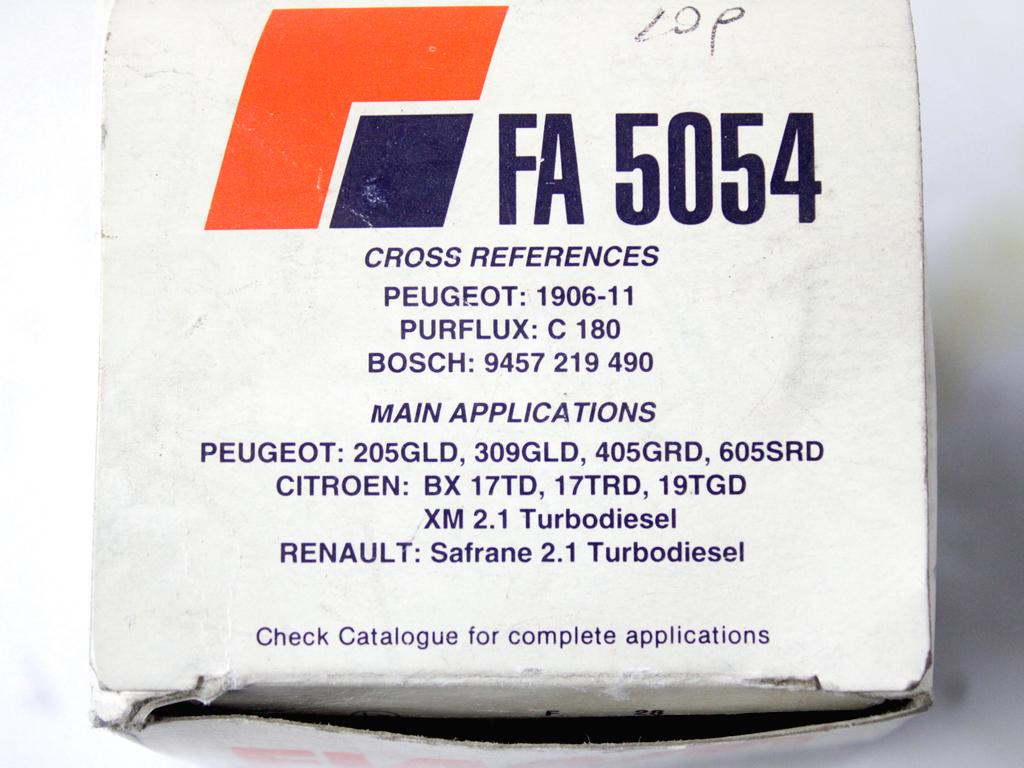 20P
FA 5054
CROSS REFERENCES
PEUGEOT: 1906-11
PURFLUX: C 180
BOSCH: 9457 219 490
MAIN APPLICATIONS
PEUGEOT: 205GLD, 309GLD, 405GRD, 605SRD
CITROEN: BX 17TD, 17TRD, 19TGD
XM 2.1 Turbodiesel
RENAULT: Safrane 2.1 Turbodiesel
Check Catalogue for complete applications